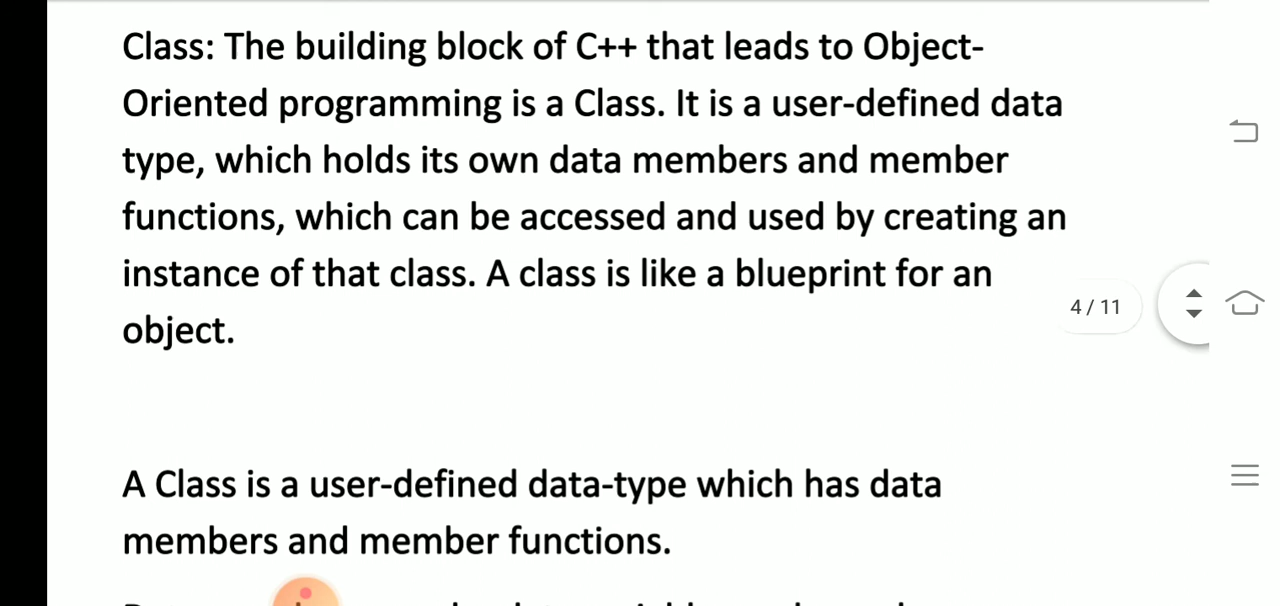 Class: The building block of C++ that leads to Object-
Oriented programming is a Class. It is a user-defined data
type, which holds its own data members and member
functions, which can be accessed and used by creating an
instance of that class. A class is like a blueprint for an
object.
4 / 11
A Class is a user-defined data-type which has data
members and member functions.